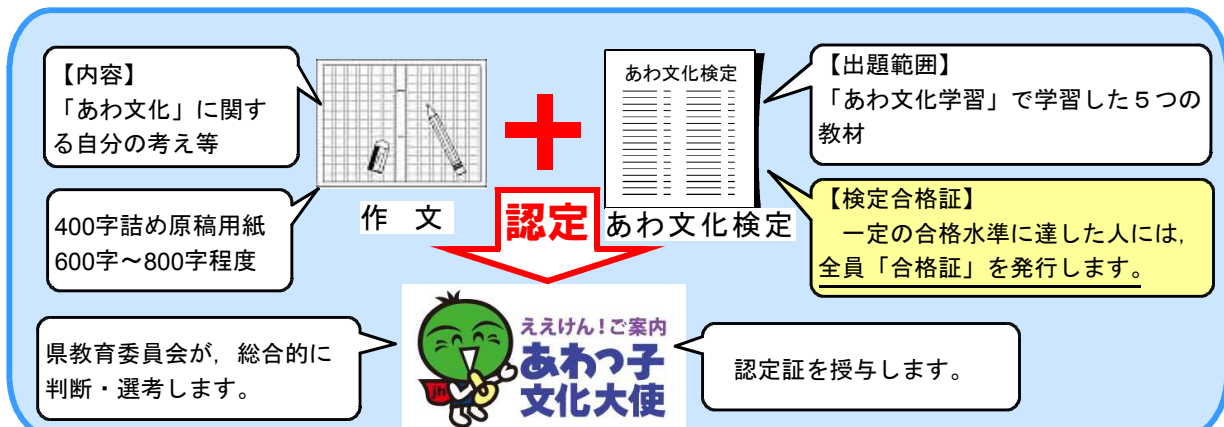 【内容】
「あわ文化」に関す
る自分の考え等
400字詰め原稿用紙
600字～800字程度
作　文
あわ文化検定
あわ文化検定
【出題範囲】
「あわ文化学習」で学習した５つの
教材
【検定合格証】
　一定の合格水準に達した人には，
全員「合格証」を発行します。
認定
県教育委員会が，総合的に
判断・選考します。
jh
ええけん！ご案内
あわっ子
文化大使
認定証を授与します。